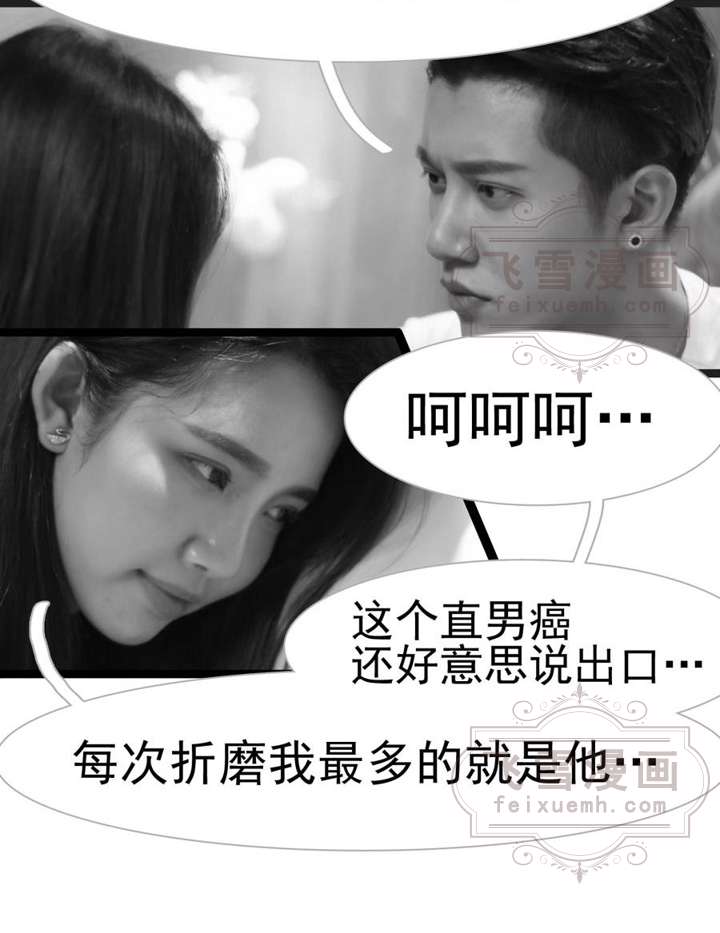 飞雪漫画
feixuemh.com
呵呵呵…
这个直男癌
还好意思说出口…
每次折磨我最多的就是他…
飞雪漫画
feixuemh.com